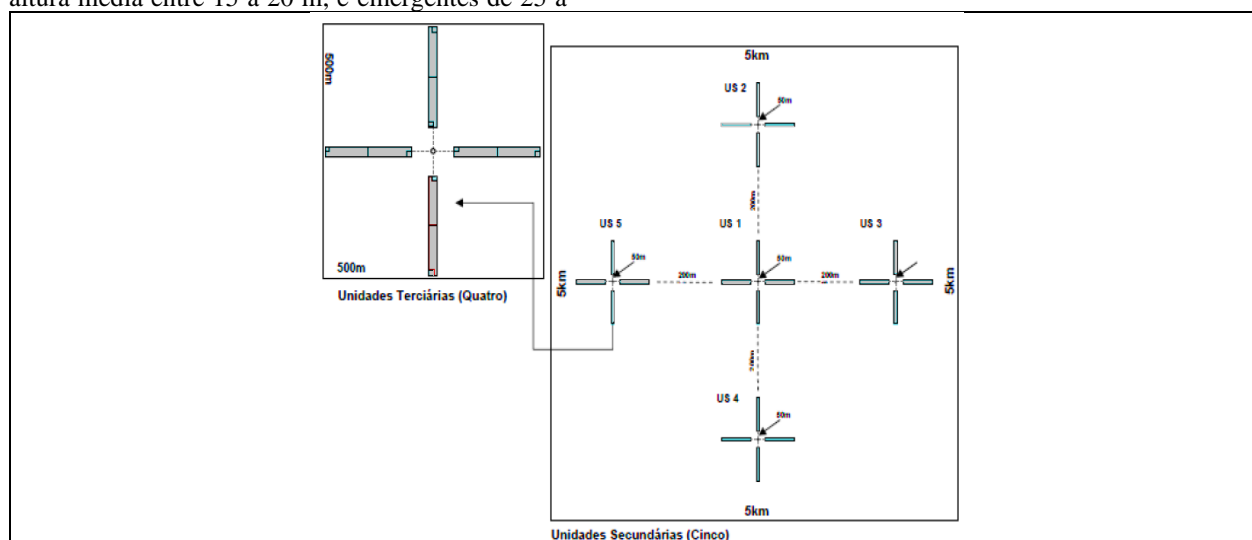 altura média entre 15 a 20 m, e emergentes de 25 a
500m
500m
Unidades Terciárias (Quatro)
5km
US 2
50m
200m
US 5
US 1
US 3
50m
50m
200m
200m
5km
5km
200m
US 4
50m
5km
Unidades Secundárias (Cinco)